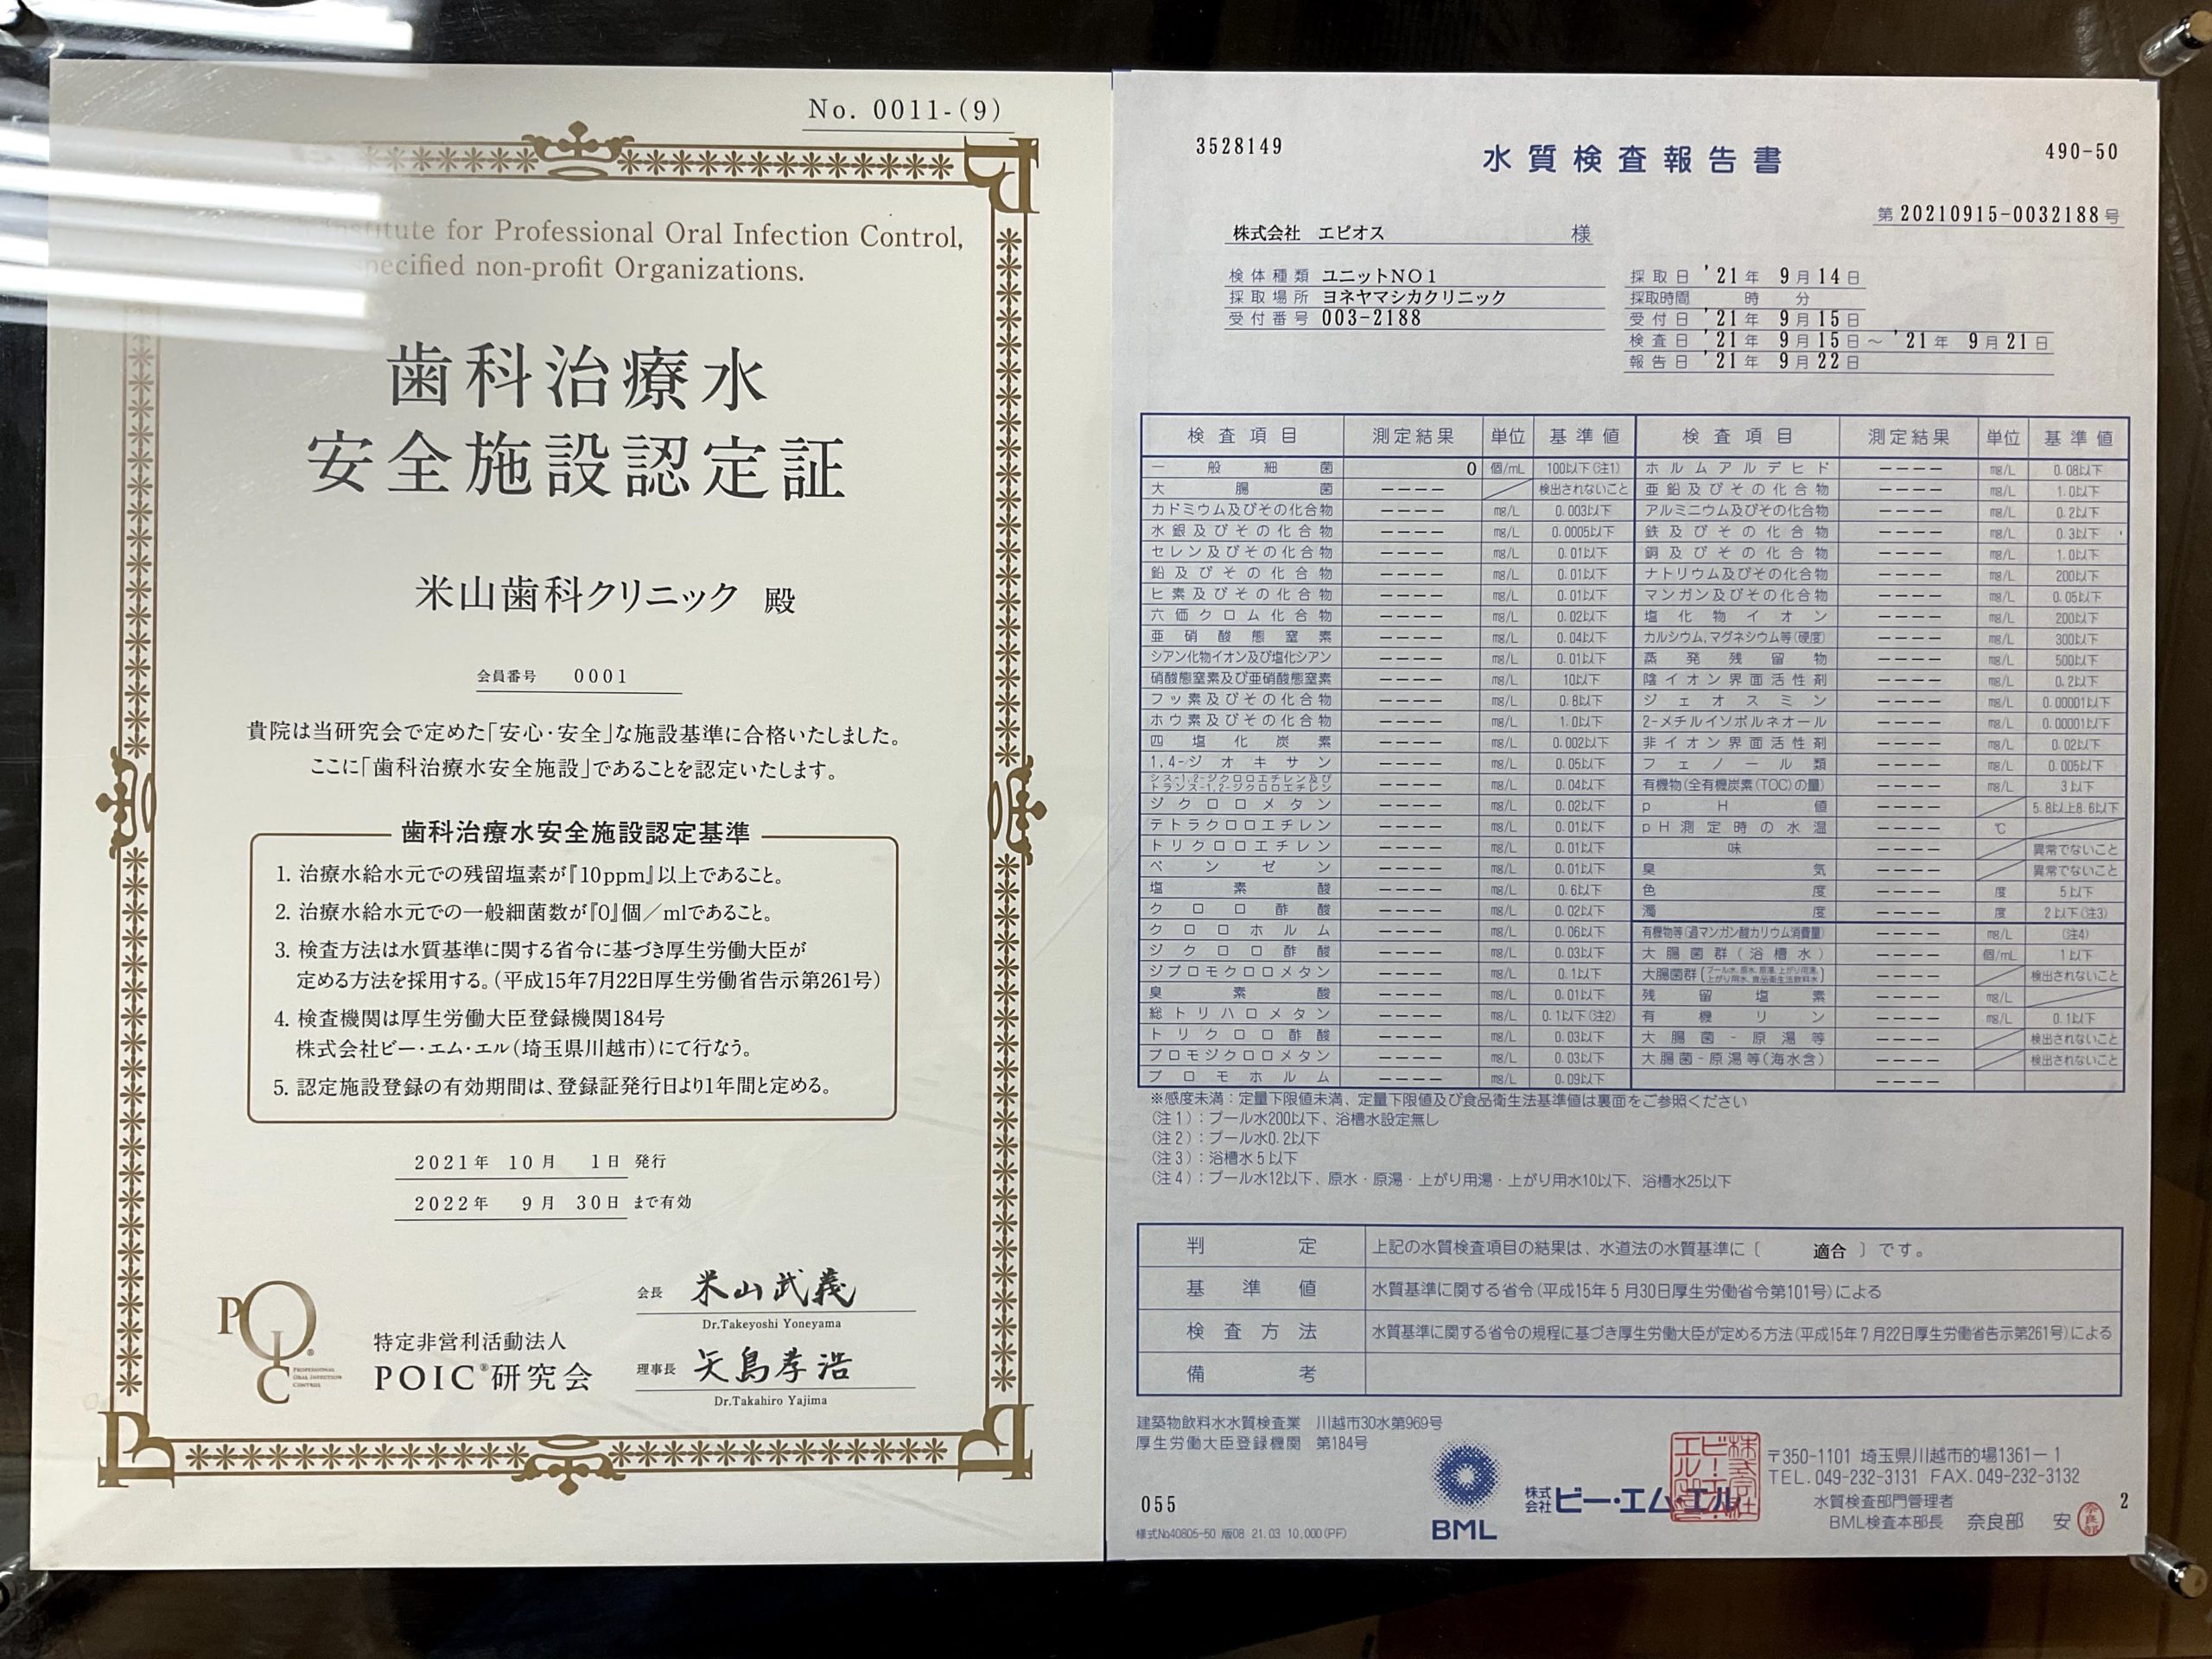 No. 0011-(9)
Institute for Professional Oral Infection Control,
specified non-profit Organizations.
歯科治療水
安全施設認定証
米山歯科クリニック 殿
会員番号 0001
貴院は当研究会で定めた「安心・安全」な施設基準に合格いたしました。
ここに「歯科治療水安全施設」であることを認定いたします。
歯科治療水安全施設認定基準
1. 治療水給水元での残留塩素が『10ppm』以上であること。
2. 治療水給水元での一般細菌数が『0』個／mlであること。
3. 検査方法は水質基準に関する省令に基づき厚生労働大臣が
定める方法を採用する。(平成15年7月22日厚生労働省告示第261号)
4. 検査機関は厚生労働大臣登録機関184号
株式会社ビー・エム・エル(埼玉県川越市)にて行なう。
5. 認定施設登録の有効期間は、登録証発行日より1年間と定める。
2021年 10月 1日 発行
2022年 9月 30日 まで有効
会長 米山武義
Dr.Takeyoshi Yoneyama
理事長 矢島孝浩
Dr.Takahiro Yajima
POIC®
PROFESSIONAL
ORAL INFECTION
CONTROL
特定非営利活動法人
POIC®研究会
3528149
水質検査報告書
490-50
第 20210915-0032188 号
株式会社 エピオス 様
検体種類 ユニットNO1
採取場所 ヨネヤマシカクリニック
受付番号 003-2188
採取日 '21年 9月14日
採取時間 時 分
受付日 '21年 9月15日
検査日 '21年 9月15日～'21年 9月21日
報告日 '21年 9月22日
検査項目 測定結果 単位 基準値 検査項目 測定結果 単位 基準値
一般細菌 0 個/mL 100以下(注1) ホルムアルデヒド ---- mg/L 0.08以下
大腸菌 ---- 検出されないこと 亜鉛及びその化合物 ---- mg/L 1.0以下
カドミウム及びその化合物 ---- mg/L 0.003以下 アルミニウム及びその化合物 ---- mg/L 0.2以下
水銀及びその化合物 ---- mg/L 0.0005以下 鉄及びその化合物 ---- mg/L 0.3以下
セレン及びその化合物 ---- mg/L 0.01以下 銅及びその化合物 ---- mg/L 1.0以下
鉛及びその化合物 ---- mg/L 0.01以下 ナトリウム及びその化合物 ---- mg/L 200以下
ヒ素及びその化合物 ---- mg/L 0.01以下 マンガン及びその化合物 ---- mg/L 0.05以下
六価クロム化合物 ---- mg/L 0.02以下 塩化物イオン ---- mg/L 200以下
亜硝酸態窒素 ---- mg/L 0.04以下 カルシウム,マグネシウム等(硬度) ---- mg/L 300以下
シアン化物イオン及び塩化シアン ---- mg/L 0.01以下 蒸発残留物 ---- mg/L 500以下
硝酸態窒素及び亜硝酸態窒素 ---- mg/L 10以下 陰イオン界面活性剤 ---- mg/L 0.2以下
フッ素及びその化合物 ---- mg/L 0.8以下 ジェオスミン ---- mg/L 0.00001以下
ホウ素及びその化合物 ---- mg/L 1.0以下 2-メチルイソボルネオール ---- mg/L 0.00001以下
四塩化炭素 ---- mg/L 0.002以下 非イオン界面活性剤 ---- mg/L 0.02以下
1,4-ジオキサン ---- mg/L 0.05以下 フェノール類 ---- mg/L 0.005以下
シス-1,2-ジクロロエチレン及びトランス-1,2-ジクロロエチレン ---- mg/L 0.04以下 有機物(全有機炭素(TOC)の量) ---- mg/L 3以下
ジクロロメタン ---- mg/L 0.02以下 pH値 ---- 5.8以上8.6以下
テトラクロロエチレン ---- mg/L 0.01以下 pH測定時の水温 ---- ℃
トリクロロエチレン ---- mg/L 0.01以下 味 ---- 異常でないこと
ベンゼン ---- mg/L 0.01以下 臭気 ---- 異常でないこと
塩素酸 ---- mg/L 0.6以下 色度 ---- 度 5以下
クロロ酢酸 ---- mg/L 0.02以下 濁度 ---- 度 2以下(注3)
クロロホルム ---- mg/L 0.06以下 有機物等(過マンガン酸カリウム消費量) ---- mg/L (注4)
ジクロロ酢酸 ---- mg/L 0.03以下 大腸菌群(浴槽水) ---- 個/mL 1以下
ジブロモクロロメタン ---- mg/L 0.1以下 大腸菌群 ---- 検出されないこと
臭素酸 ---- mg/L 0.01以下 残留塩素 ---- mg/L
総トリハロメタン ---- mg/L 0.1以下(注2) 有機リン ---- mg/L 0.1以下
トリクロロ酢酸 ---- mg/L 0.03以下 大腸菌-原湯等 ---- 検出されないこと
ブロモジクロロメタン ---- mg/L 0.03以下 大腸菌-原湯等(海水含) ---- 検出されないこと
ブロモホルム ---- mg/L 0.09以下 ----
※感度未満：定量下限値未満、定量下限値及び食品衛生法基準値は裏面をご参照ください
(注1)：プール水200以下、浴槽水設定無し
(注2)：プール水0.2以下
(注3)：浴槽水5以下
(注4)：プール水12以下、原水・原湯・上がり用湯・上がり用水10以下、浴槽水25以下
判定 上記の水質検査項目の結果は、水道法の水質基準に〔 適合 〕です。
基準値 水質基準に関する省令(平成15年5月30日厚生労働省令第101号)による
検査方法 水質基準に関する省令の規程に基づき厚生労働大臣が定める方法(平成15年7月22日厚生労働省告示第261号)による
備考
建築物飲料水水質検査業 川越市30水第969号
厚生労働大臣登録機関 第184号
055
様式No40805-50 版08 21.03 10,000(PF)
BML
株式会社 ビー・エム・エル
〒350-1101 埼玉県川越市的場1361-1
TEL.049-232-3131 FAX.049-232-3132
水質検査部門管理者
BML検査本部長 奈良部 安
奈良部
2